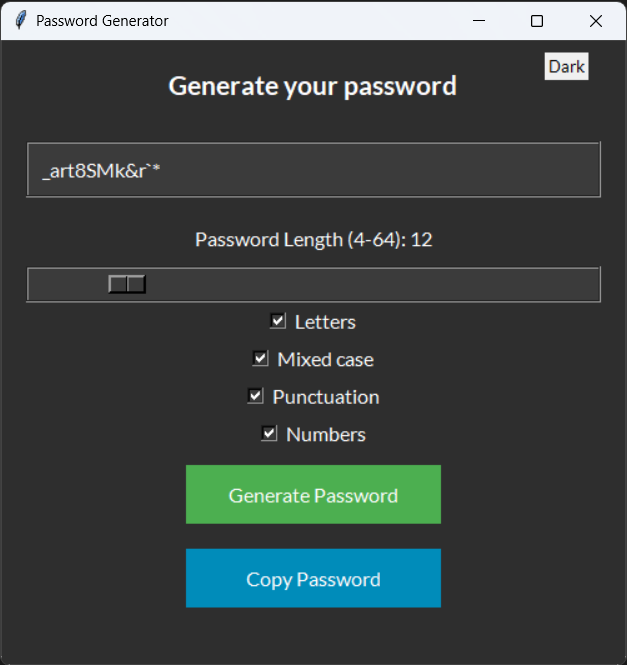 Password Generator
Dark
Generate your password
_art8SMk&r`*
Password Length (4-64): 12
Letters
Mixed case
Punctuation
Numbers
Generate Password
Copy Password